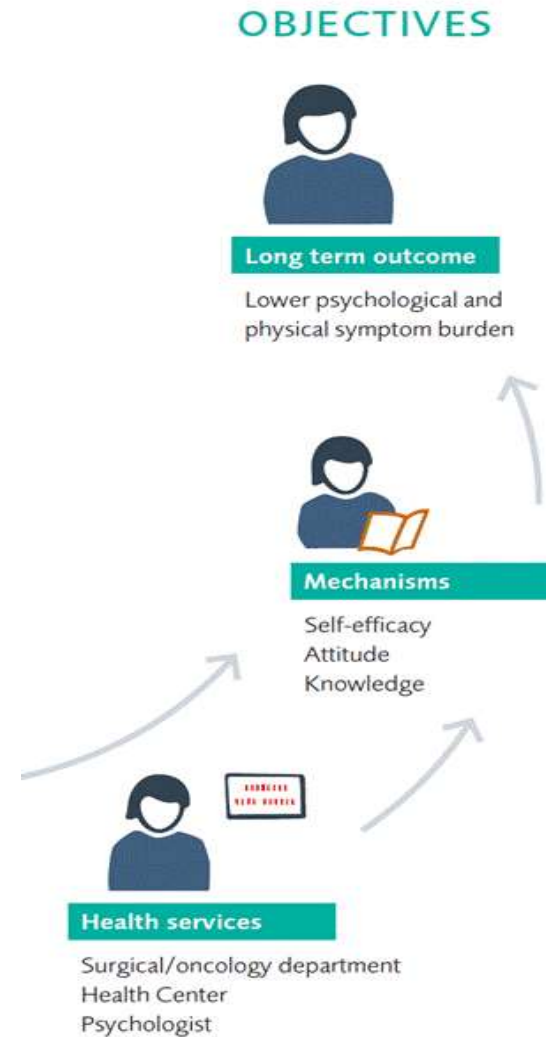 OBJECTIVES
Long term outcome
Lower psychological and
physical symptom burden
Mechanisms
Self-efficacy
Attitude
Knowledge
Health services
Surgical/oncology department
Health Center
Psychologist